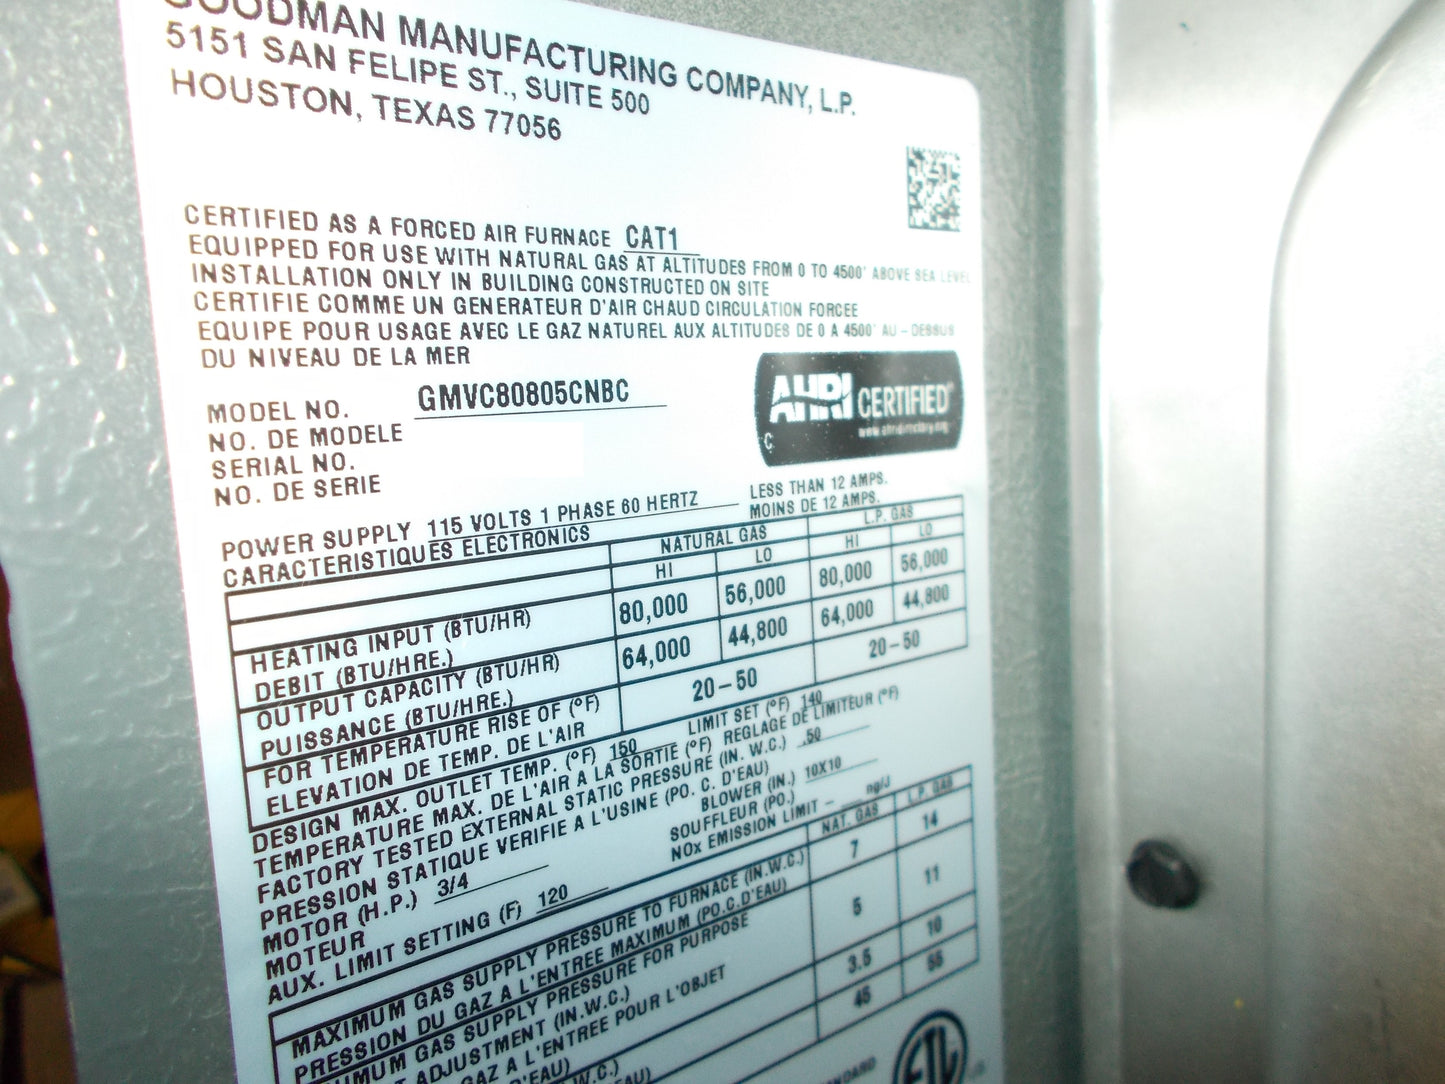 GOODMAN MANUFACTURING COMPANY, L.P.
5151 SAN FELIPE ST., SUITE 500
HOUSTON, TEXAS 77056
CERTIFIED AS A FORCED AIR FURNACE CAT1
EQUIPPED FOR USE WITH NATURAL GAS AT ALTITUDES FROM 0 TO 4500' ABOVE SEA LEVEL
INSTALLATION ONLY IN BUILDING CONSTRUCTED ON SITE
CERTIFIE COMME UN GENERATEUR D'AIR CHAUD CIRCULATION FORCEE
EQUIPE POUR USAGE AVEC LE GAZ NATUREL AUX ALTITUDES DE 0 A 4500' AU - DESSUS
DU NIVEAU DE LA MER
MODEL NO. GMVC80805CNBC
NO. DE MODELE
SERIAL NO.
NO. DE SERIE
AHRI CERTIFIED
www.ahridirectory.org
C
POWER SUPPLY 115 VOLTS 1 PHASE 60 HERTZ LESS THAN 12 AMPS.
CARACTERISTIQUES ELECTRONICS MOINS DE 12 AMPS.
NATURAL GAS L.P. GAS
HI LO HI LO
HEATING INPUT (BTU/HR) 80,000 56,000 80,000 56,000
DEBIT (BTU/HRE.)
OUTPUT CAPACITY (BTU/HR) 64,000 44,800 64,000 44,800
PUISSANCE (BTU/HRE.)
FOR TEMPERATURE RISE OF (°F) 20-50 20-50
ELEVATION DE TEMP. DE L'AIR
DESIGN MAX. OUTLET TEMP. (°F) 150 LIMIT SET (°F) 140
TEMPERATURE MAX. DE L'AIR A LA SORTIE (°F) REGLAGE DE LIMITEUR (°F)
FACTORY TESTED EXTERNAL STATIC PRESSURE (IN. W.C.) .50
PRESSION STATIQUE VERIFIE A L'USINE (PO. C. D'EAU)
MOTOR (H.P.) 3/4 BLOWER (IN.) 10X10
MOTEUR SOUFFLEUR (PO.)
AUX. LIMIT SETTING (F) 120 NOx EMISSION LIMIT - ng/J
NAT. GAS L.P. GAS
MAXIMUM GAS SUPPLY PRESSURE TO FURNACE (IN.W.C.) 7 14
PRESSION DU GAZ A L'ENTREE MAXIMUM (PO.C.D'EAU)
GAS SUPPLY PRESSURE FOR PURPOSE 5 11
ADJUSTMENT (IN.W.C.)
GAZ A L'ENTREE POUR L'OBJET
D'EAU)
3.5 10
W.C.)
45